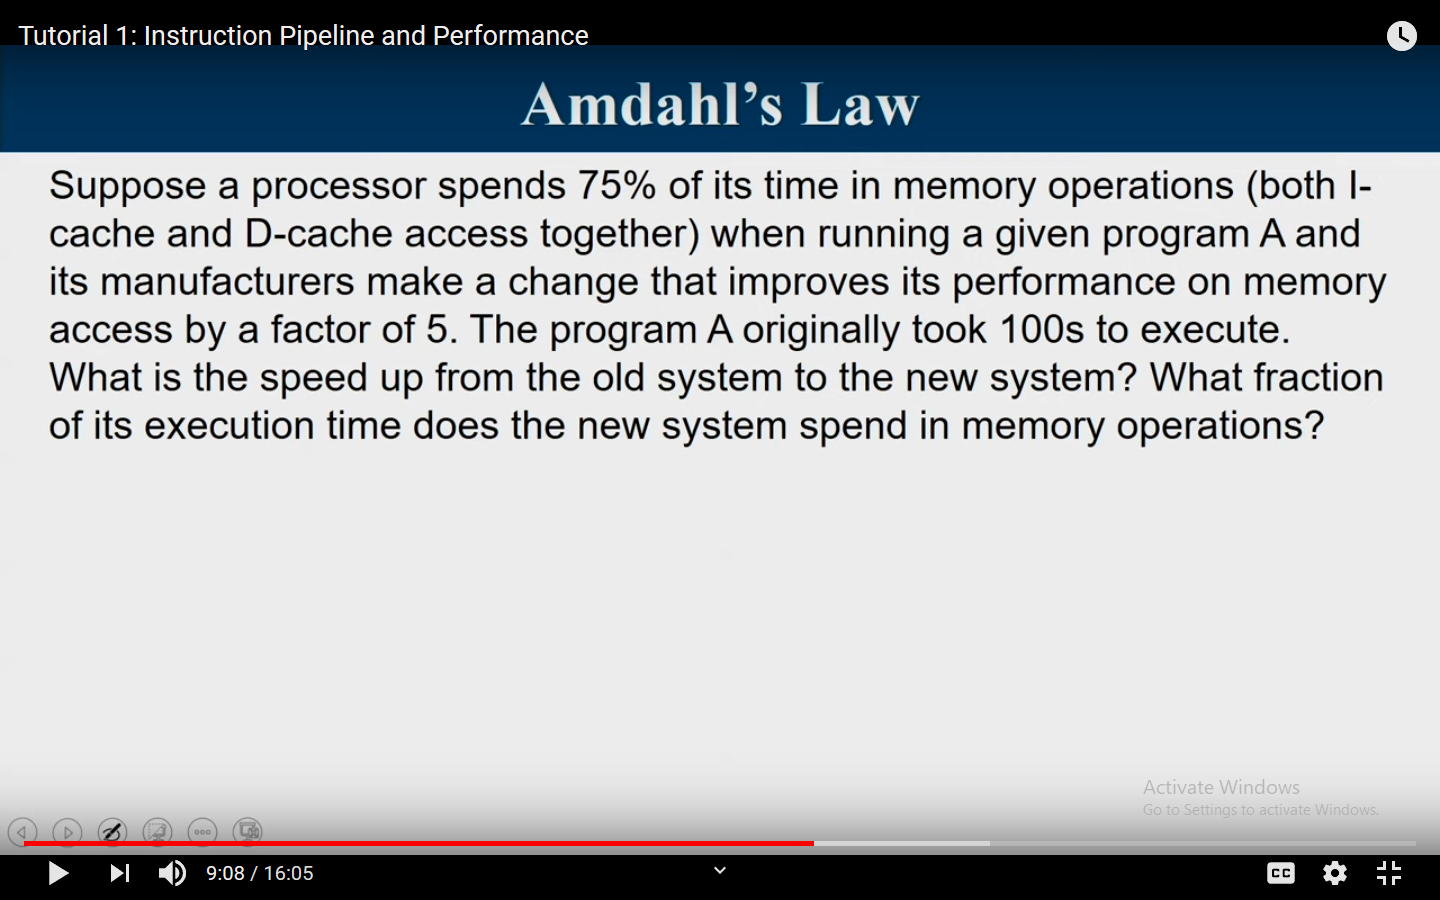 Tutorial 1: Instruction Pipeline and Performance
Amdahl’s Law
Suppose a processor spends 75% of its time in memory operations (both I-
cache and D-cache access together) when running a given program A and
its manufacturers make a change that improves its performance on memory
access by a factor of 5. The program A originally took 100s to execute.
What is the speed up from the old system to the new system? What fraction
of its execution time does the new system spend in memory operations?
Activate Windows
Go to Settings to activate Windows.
9:08 / 16:05
CC